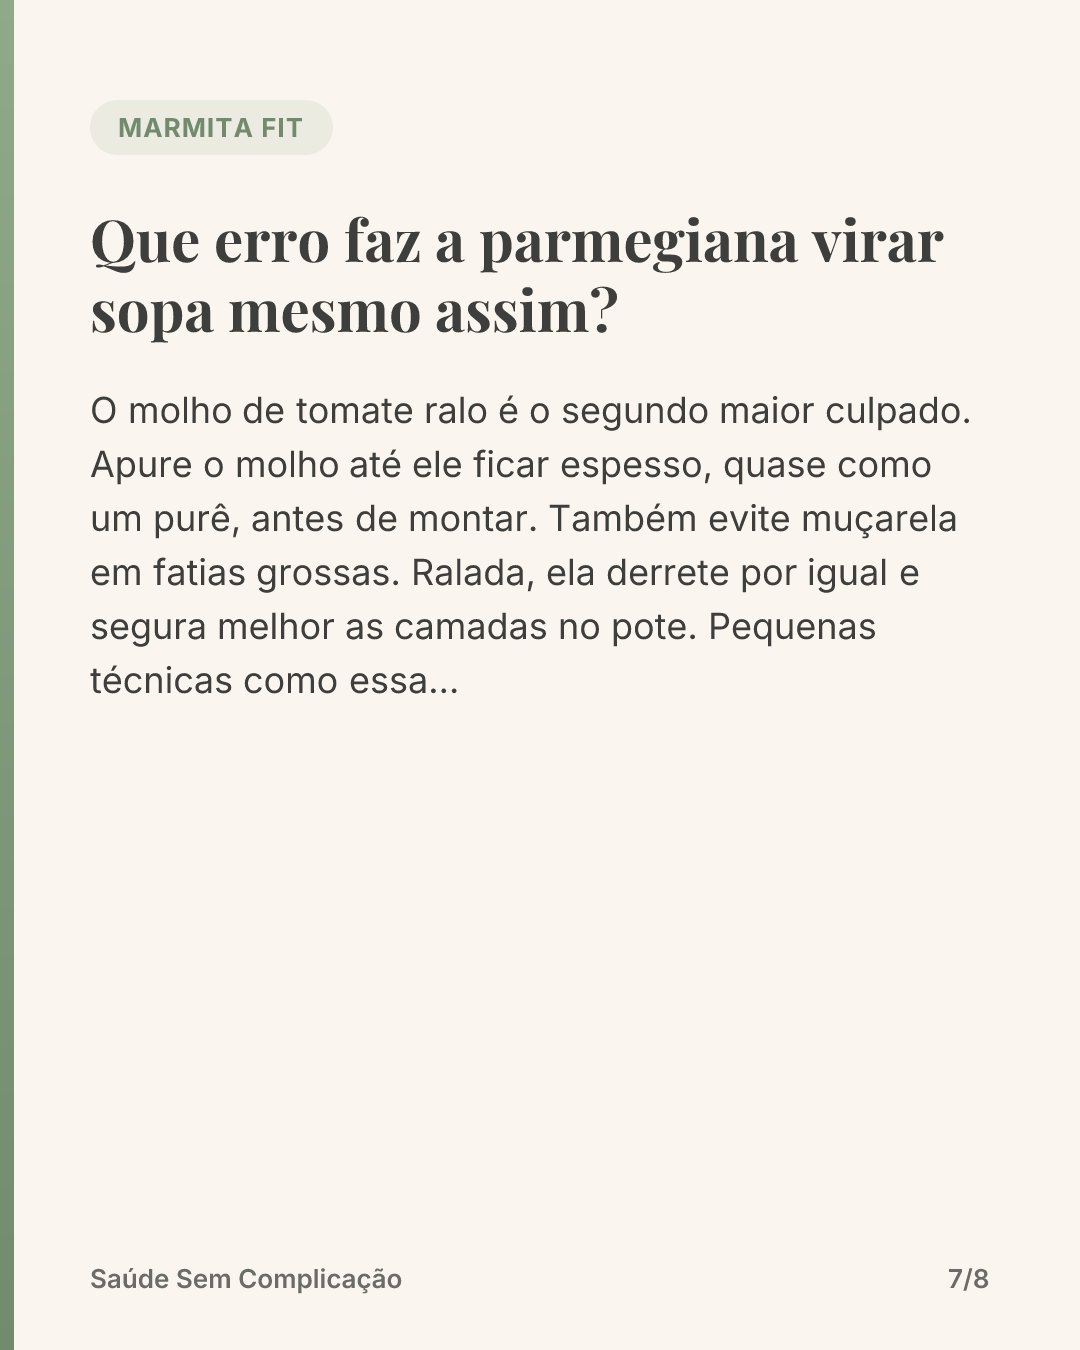 MARMITA FIT
Que erro faz a parmegiana virar
sopa mesmo assim?
O molho de tomate ralo é o segundo maior culpado.
Apure o molho até ele ficar espesso, quase como
um purê, antes de montar. Também evite muçarela
em fatias grossas. Ralada, ela derrete por igual e
segura melhor as camadas no pote. Pequenas
técnicas como essa...
Saúde Sem Complicação
7/8